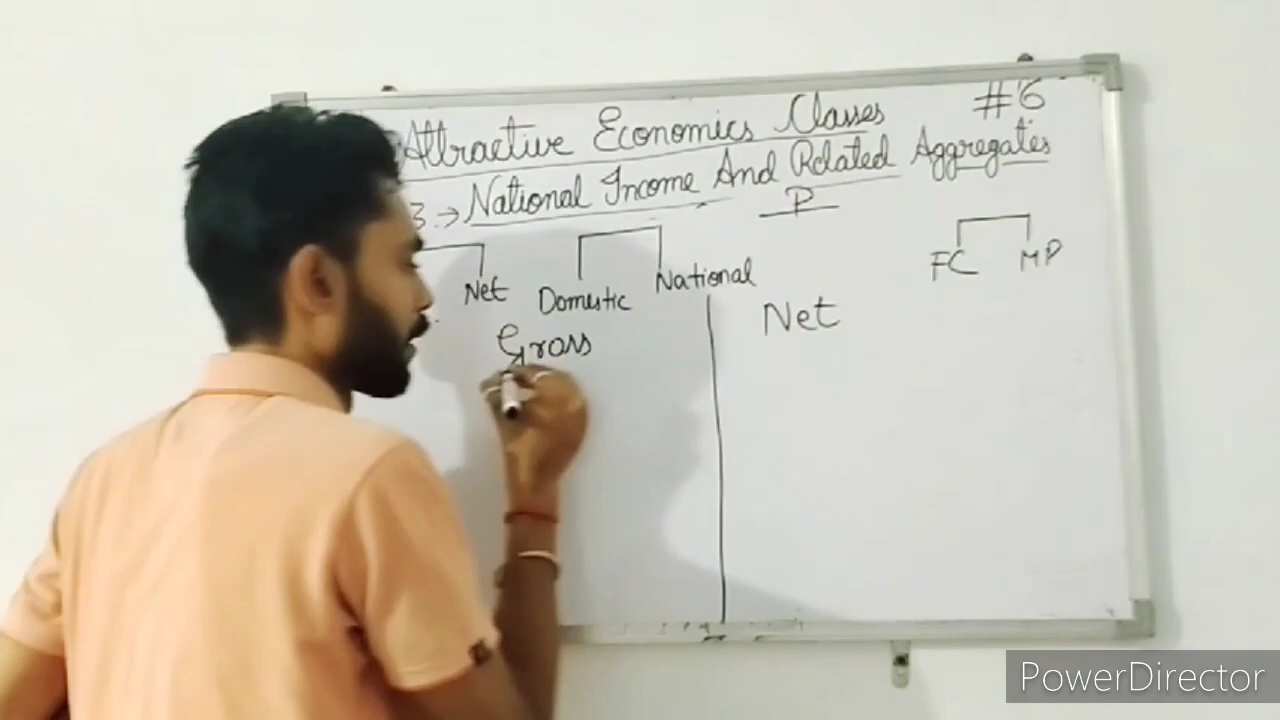 Attractive Economics Classes #6
3.→ National Income And Related Aggregates
P
Net Domestic National FC MP
Gross Net
PowerDirector